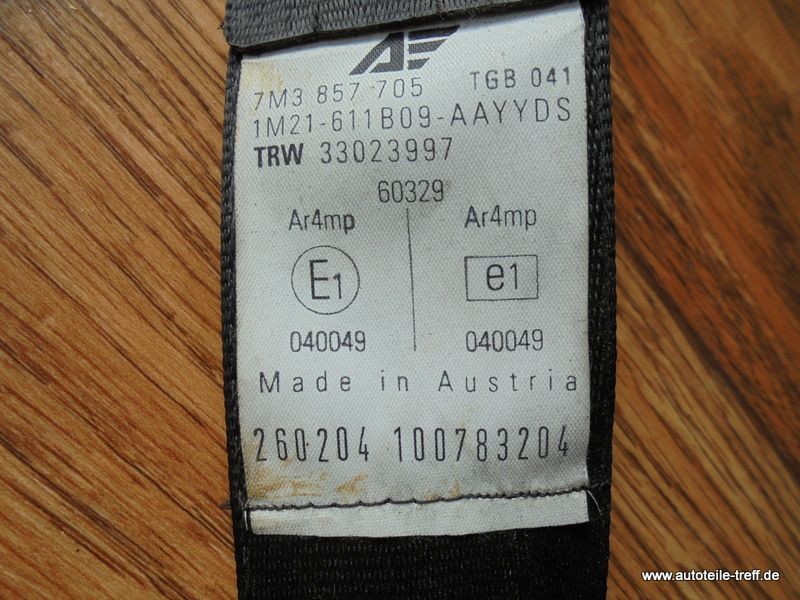 7M3 857 705 TGB 041
1M21-611B09-AAYYDS
TRW 33023997
60329
Ar4mp Ar4mp
E1 e1
040049 040049
Made in Austria
260204 100783204
www.autoteile-treff.de